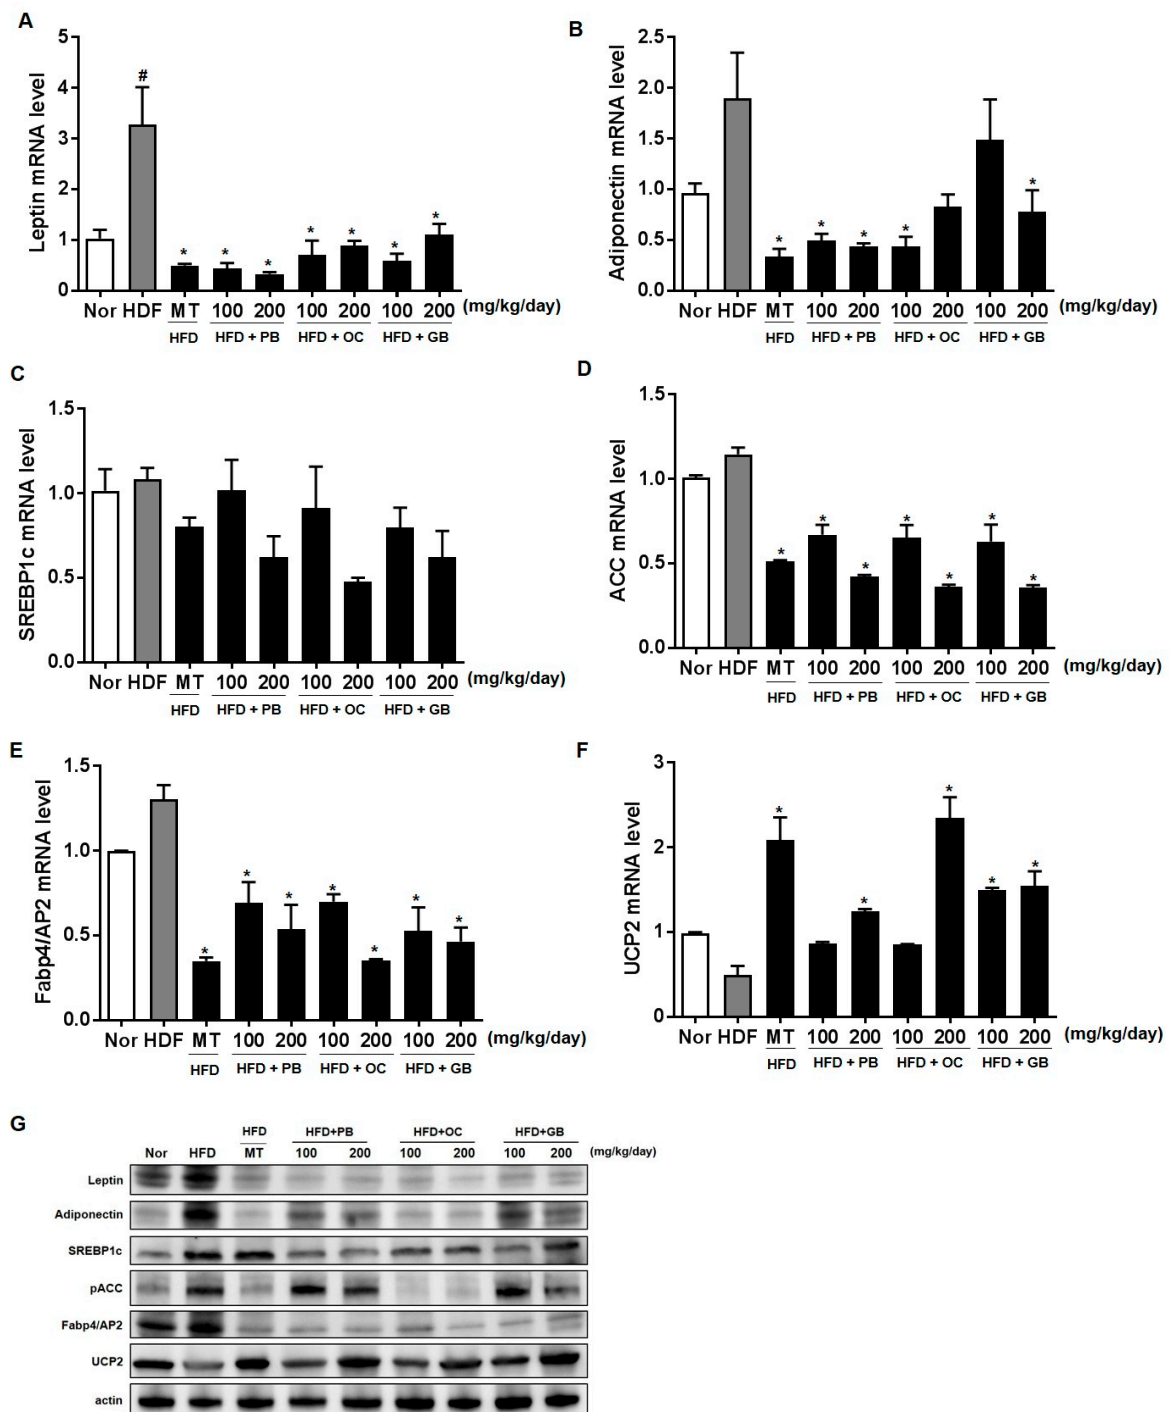 A
Leptin mRNA level
5
4
3
2
1
0
#
* * * * * * *
Nor HDF MT 100 200 100 200 100 200 (mg/kg/day)
HFD HFD + PB HFD + OC HFD + GB
B
Adiponectin mRNA level
2.5
2.0
1.5
1.0
0.5
0.0
* * * * *
Nor HDF MT 100 200 100 200 100 200 (mg/kg/day)
HFD HFD + PB HFD + OC HFD + GB
C
SREBP1c mRNA level
1.5
1.0
0.5
0.0
Nor HDF MT 100 200 100 200 100 200 (mg/kg/day)
HFD HFD + PB HFD + OC HFD + GB
D
ACC mRNA level
1.5
1.0
0.5
0.0
* * * * * * *
Nor HDF MT 100 200 100 200 100 200 (mg/kg/day)
HFD HFD + PB HFD + OC HFD + GB
E
Fabp4/AP2 mRNA level
1.5
1.0
0.5
0.0
* * * * * * *
Nor HDF MT 100 200 100 200 100 200 (mg/kg/day)
HFD HFD + PB HFD + OC HFD + GB
F
UCP2 mRNA level
3
2
1
0
* * * * *
Nor HDF MT 100 200 100 200 100 200 (mg/kg/day)
HFD HFD + PB HFD + OC HFD + GB
G
HFD HFD+PB HFD+OC HFD+GB
Nor HFD MT 100 200 100 200 100 200 (mg/kg/day)
Leptin
Adiponectin
SREBP1c
pACC
Fabp4/AP2
UCP2
actin